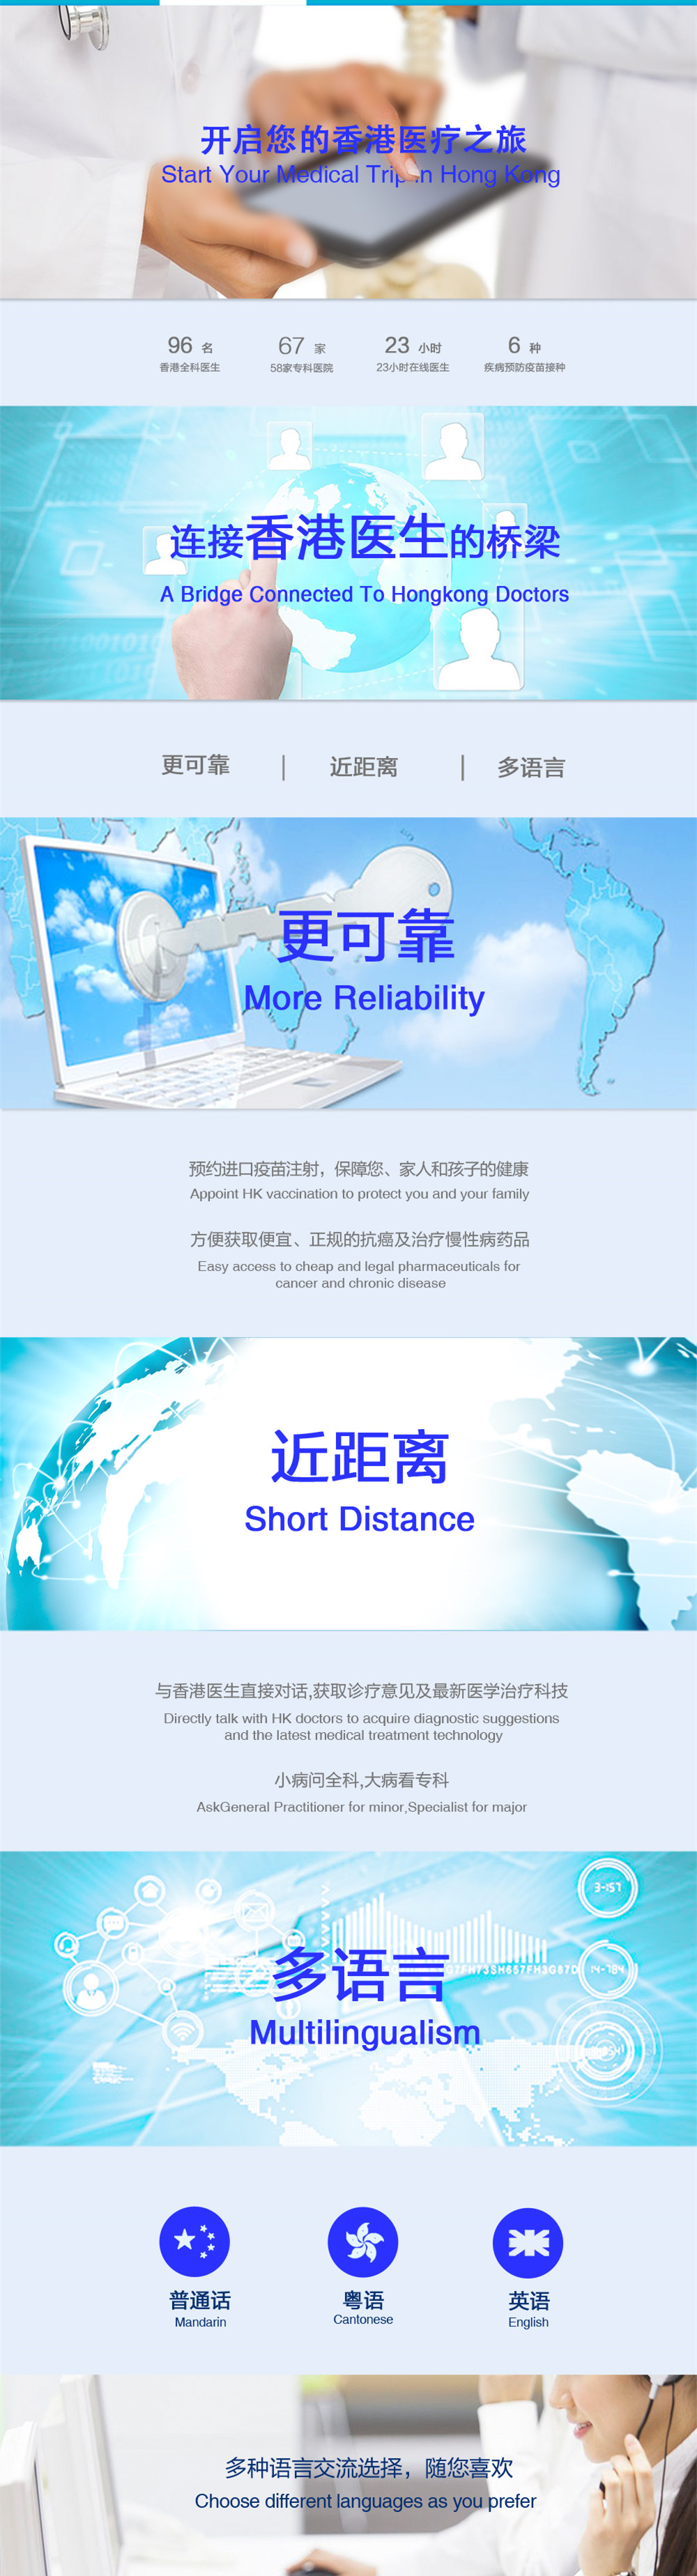 开启您的香港医疗之旅
Start Your Medical Trip in Hong Kong
96 名
67 家
23 小时
6 种
香港全科医生
58家专科医院
23小时在线医生
疾病预防疫苗接种
连接香港医生的桥梁
A Bridge Connected To Hongkong Doctors
更可靠 | 近距离 | 多语言
更可靠
More Reliability
预约进口疫苗注射，保障您、家人和孩子的健康
Appoint HK vaccination to protect you and your family
方便获取便宜、正规的抗癌及治疗慢性病药品
Easy access to cheap and legal pharmaceuticals for
cancer and chronic disease
近距离
Short Distance
与香港医生直接对话,获取诊疗意见及最新医学治疗科技
Directly talk with HK doctors to acquire diagnostic suggestions
and the latest medical treatment technology
小病问全科,大病看专科
AskGeneral Practitioner for minor,Specialist for major
3-157
14-784
多语言
Multilingualism
普通话
Mandarin
粤语
Cantonese
英语
English
多种语言交流选择，随您喜欢
Choose different languages as you prefer